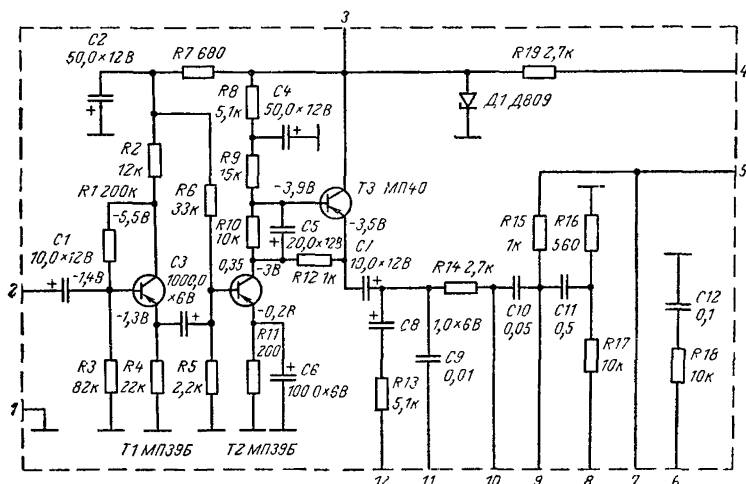 3
C2
50,0×12В
R7 680
R19 2,7к
4
R8
5,1к
C4
50,0×12В
Д1 Д809
R2
12к
R9
15к
5
R1 200к
R6
33к
-3,9В
Т3 МП40
-5,5В
R10
10к
C5
20,0×12В
-3,5В
R15
1к
R16
560
C1
10,0×12В
C3
1000,0
×6В
0,35
-3В
R12 1к
C7
10,0×12В
R14 2,7к
2
-1,4В
C10
0,05
C11
0,5
C12
0,1
-1,3В
-0,2В
R11
200
C8
1,0×6В
C9
0,01
R3
82к
R4
22к
R5
2,2к
C6
100 0×6В
R13
5,1к
R17
10к
R18
10к
1
Т1 МП39Б
Т2 МП39Б
12
11
10
9
8
7
6